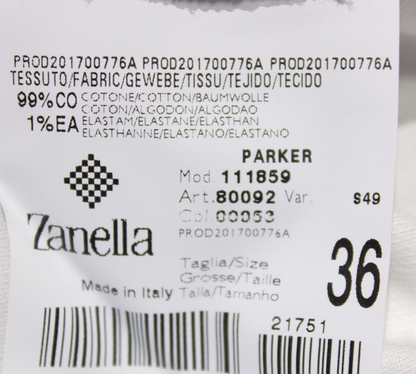 PROD201700776A PROD201700776A PROD201700776A
TESSUTO/FABRIC/GEWEBE/TISSU/TEJIDO/TECIDO
99%CO COTONE/COTTON/BAUMWOLLE
COTON/ALGODON/ALGODAO
1%EA ELASTAM/ELASTANE/ELASTHAN
ELASTHANNE/ELASTANO/ELASTANO
PARKER
Mod. 111859
Art. 80092 Var. S49
Col 00053
PROD201700776A
Zanella
Taglia/Size
Grosse/Taille
Talla/Tamanho
36
Made in Italy
21751